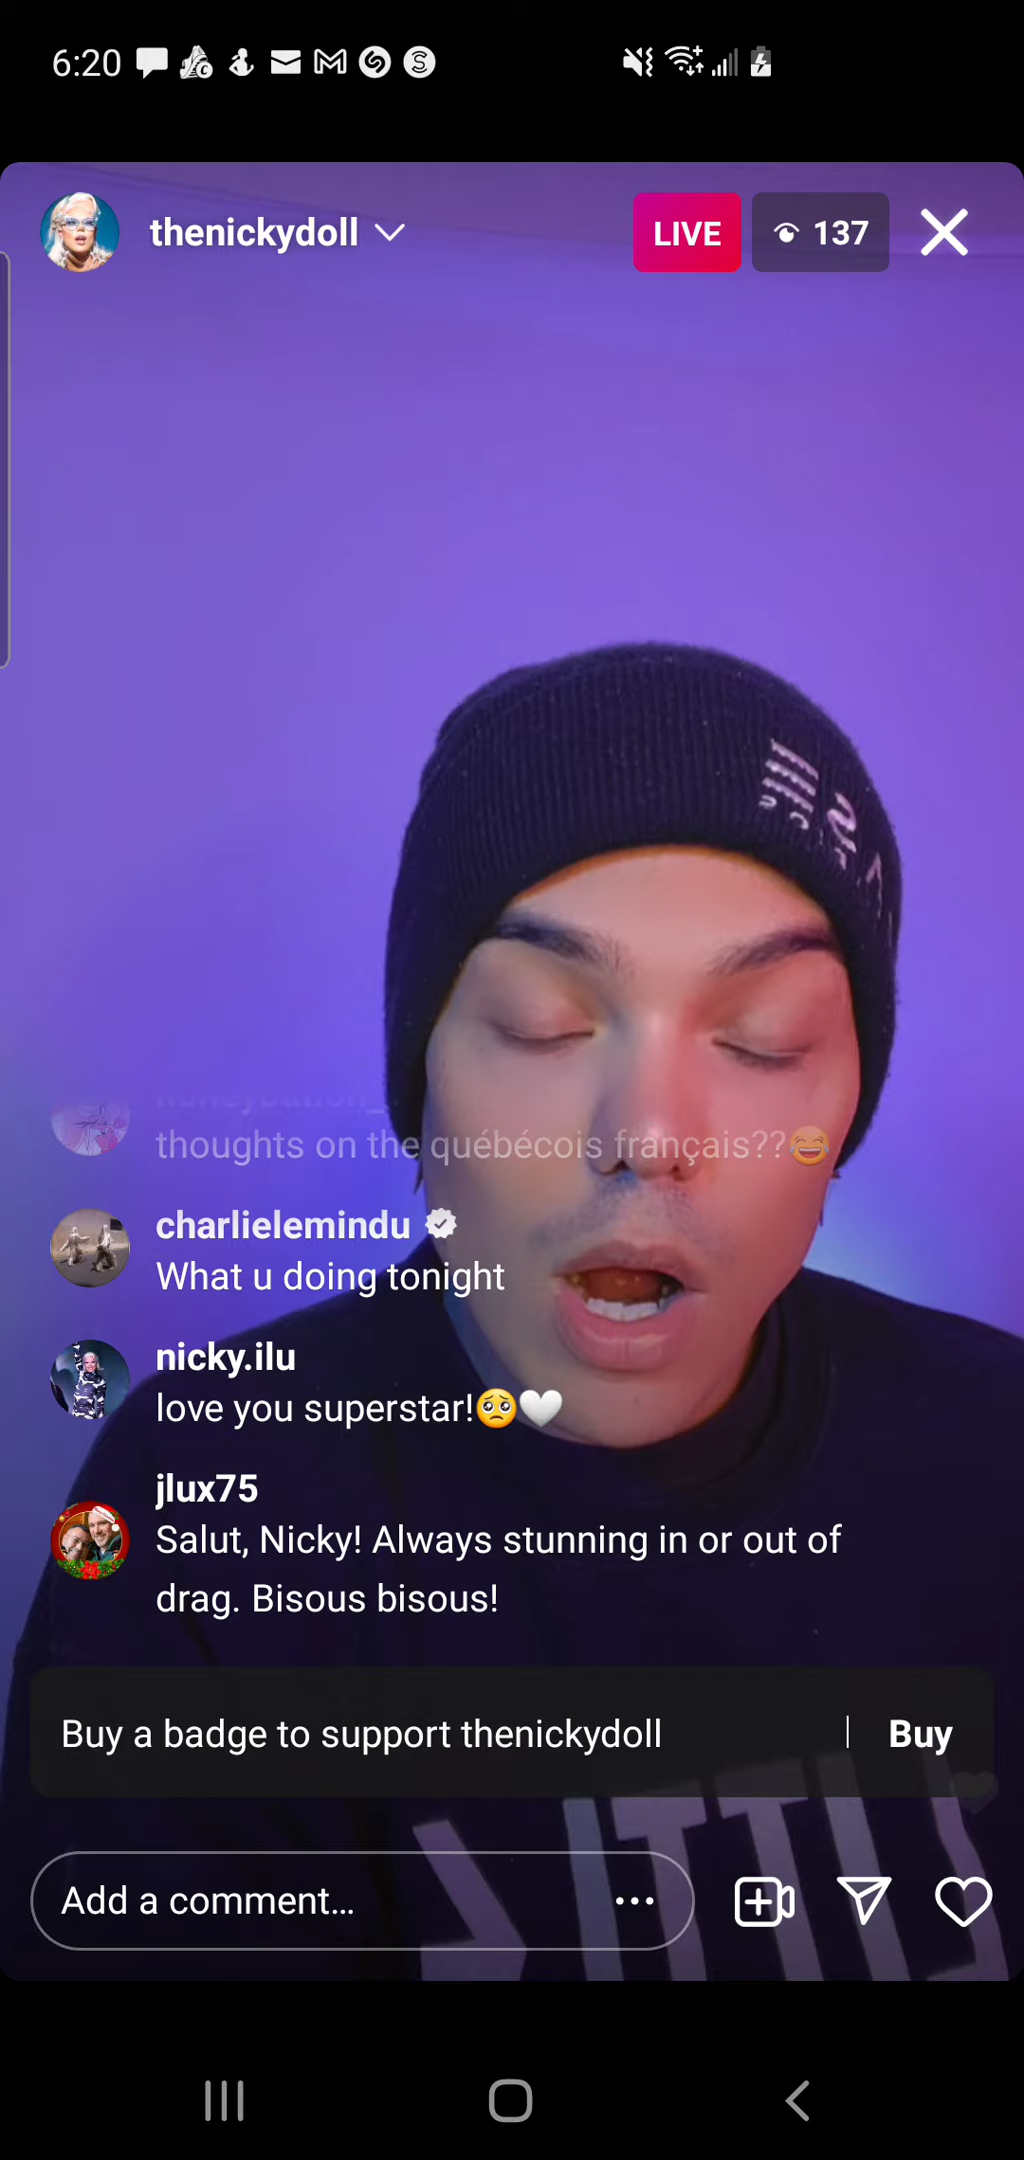 6:20
thenickydoll
LIVE
137
thoughts on the québécois français??😂
charlielemindu
What u doing tonight
nicky.ilu
love you superstar!🥺🤍
jlux75
Salut, Nicky! Always stunning in or out of
drag. Bisous bisous!
Buy a badge to support thenickydoll
Buy
Add a comment...